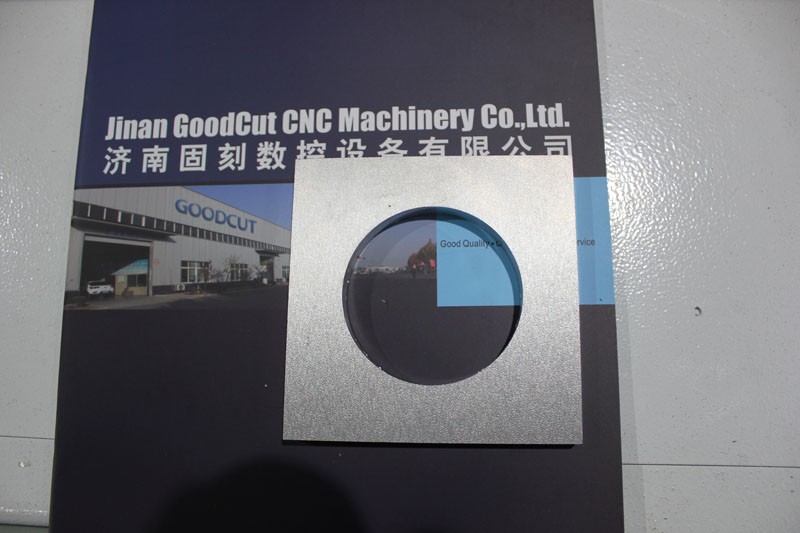 Jinan GoodCut CNC Machinery Co.,Ltd.
济南固刻数控设备有限公司
GOODCUT
Good Quality